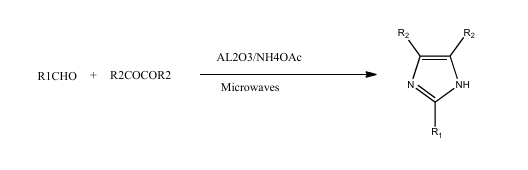 R1CHO + R2COCOR2
AL2O3/NH4OAc
Microwaves
R2 R2
N NH
R1